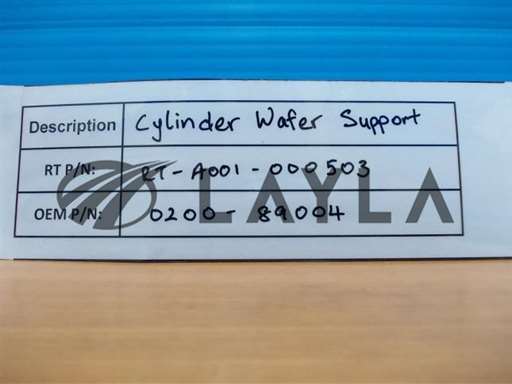 Description Cylinder Wafer Support
RT P/N: RT-A001-000503
OEM P/N: 0200-89004
LAYLA